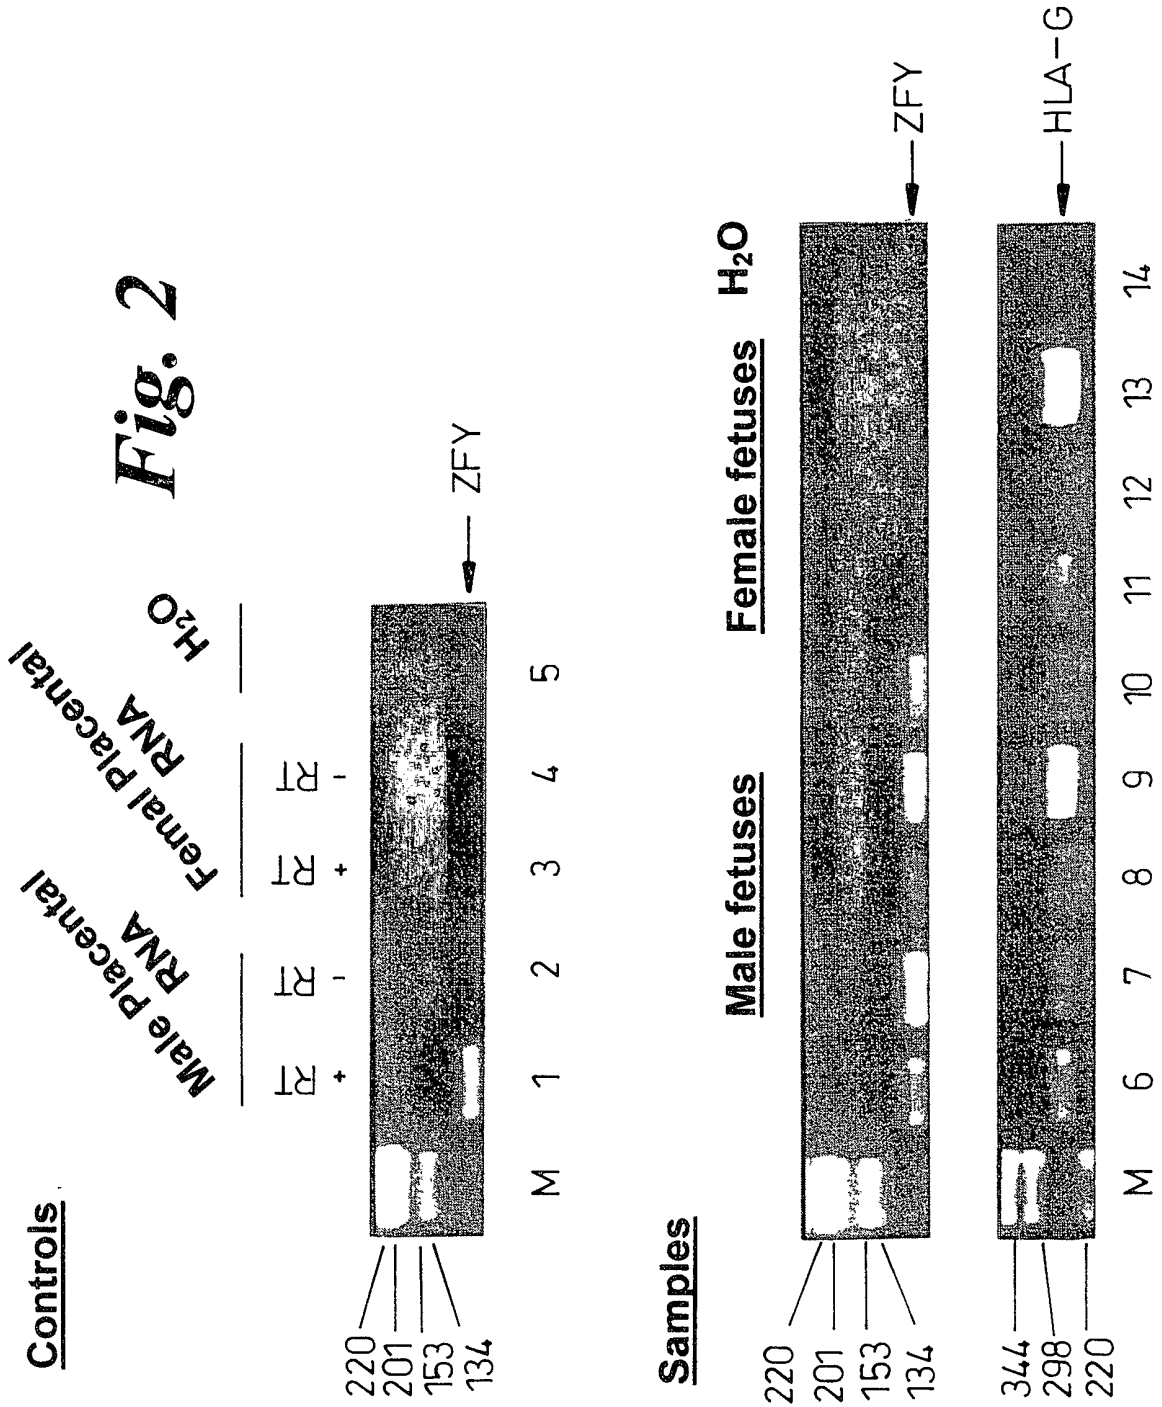 Fig. 2
Controls
Male Placental
RNA
Femal Placental
RNA
H₂O
RT RT RT RT
+ - + -
220
201
153
134
ZFY
M 1 2 3 4 5
Samples
Male fetuses Female fetuses H₂O
220
201
153
134
ZFY
344
298
220
HLA-G
M 6 7 8 9 10 11 12 13 14